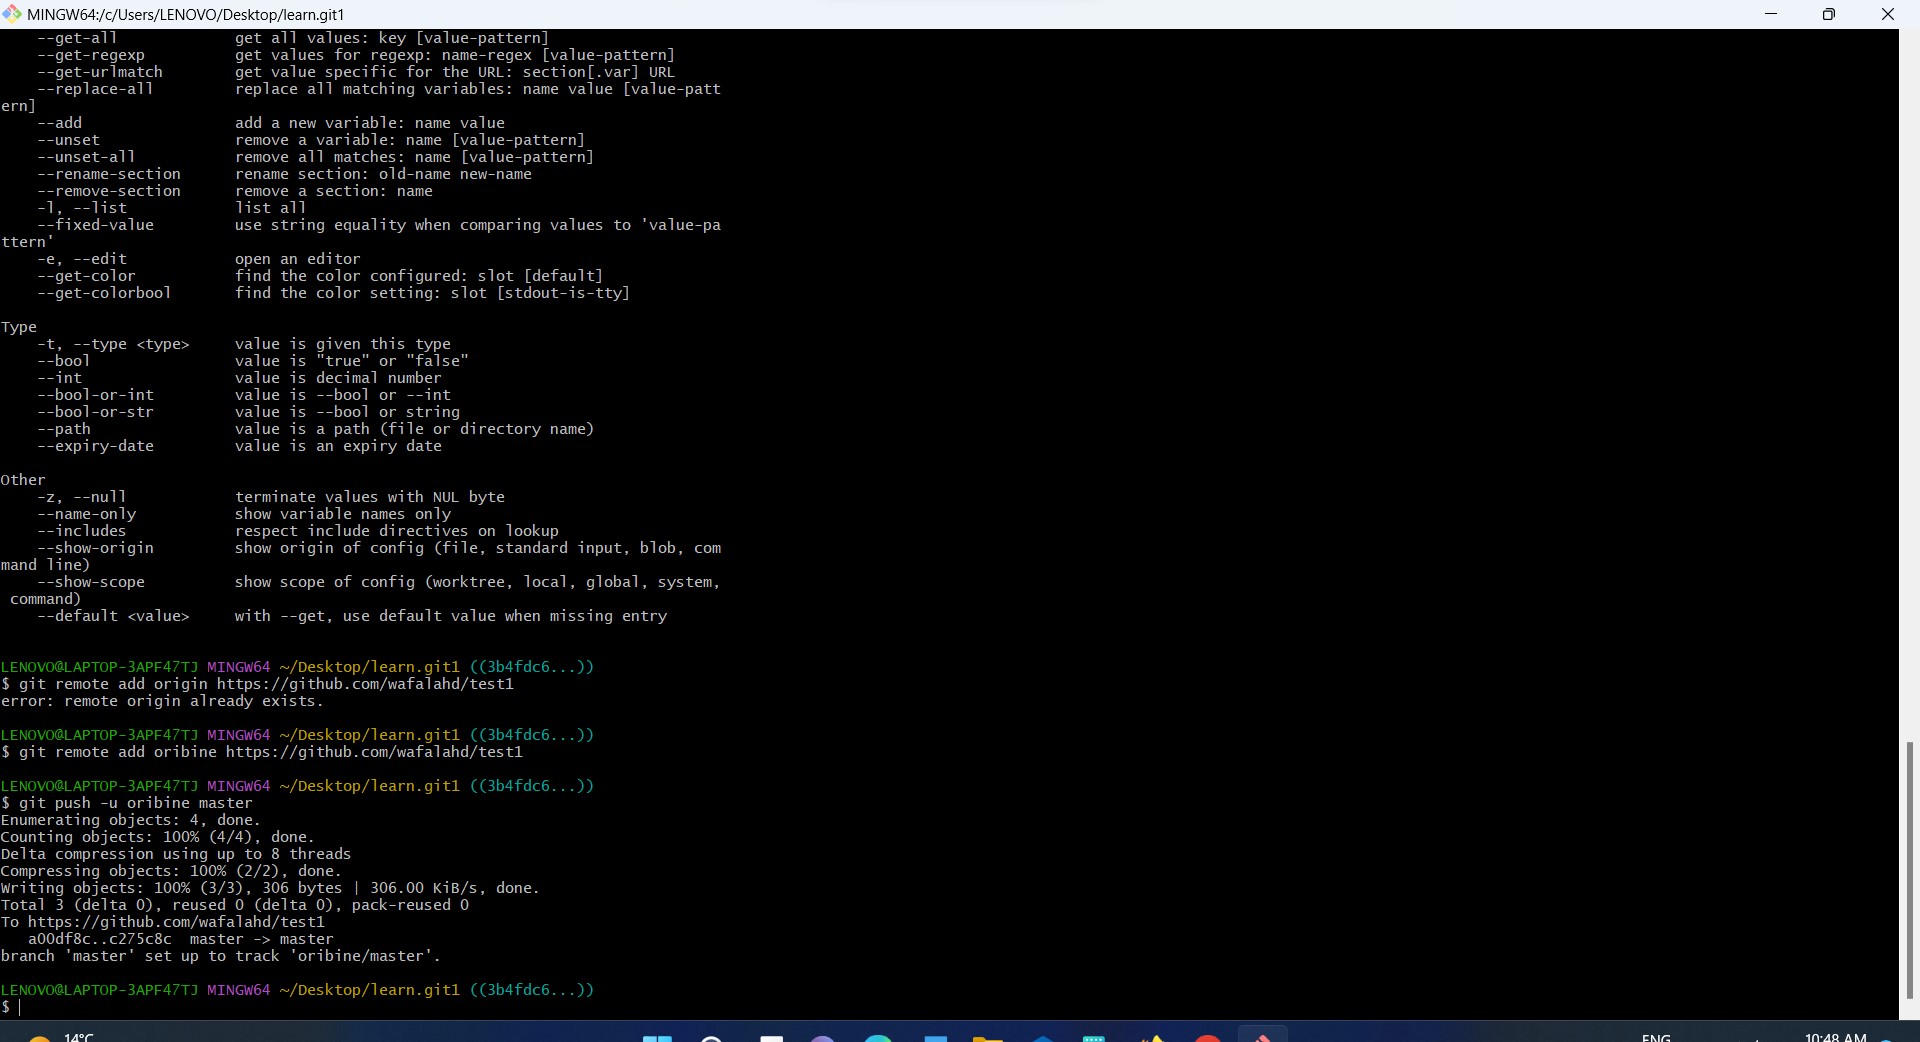 MINGW64:/c/Users/LENOVO/Desktop/learn.git1
--get-all get all values: key [value-pattern]
--get-regexp get values for regexp: name-regex [value-pattern]
--get-urlmatch get value specific for the URL: section[.var] URL
--replace-all replace all matching variables: name value [value-patt
ern]
--add add a new variable: name value
--unset remove a variable: name [value-pattern]
--unset-all remove all matches: name [value-pattern]
--rename-section rename section: old-name new-name
--remove-section remove a section: name
-l, --list list all
--fixed-value use string equality when comparing values to 'value-pa
ttern'
-e, --edit open an editor
--get-color find the color configured: slot [default]
--get-colorbool find the color setting: slot [stdout-is-tty]
Type
-t, --type <type> value is given this type
--bool value is "true" or "false"
--int value is decimal number
--bool-or-int value is --bool or --int
--bool-or-str value is --bool or string
--path value is a path (file or directory name)
--expiry-date value is an expiry date
Other
-z, --null terminate values with NUL byte
--name-only show variable names only
--includes respect include directives on lookup
--show-origin show origin of config (file, standard input, blob, com
mand line)
--show-scope show scope of config (worktree, local, global, system,
command)
--default <value> with --get, use default value when missing entry
LENOVO@LAPTOP-3APF47TJ MINGW64 ~/Desktop/learn.git1 ((3b4fdc6...))
$ git remote add origin https://github.com/wafalahd/test1
error: remote origin already exists.
LENOVO@LAPTOP-3APF47TJ MINGW64 ~/Desktop/learn.git1 ((3b4fdc6...))
$ git remote add oribine https://github.com/wafalahd/test1
LENOVO@LAPTOP-3APF47TJ MINGW64 ~/Desktop/learn.git1 ((3b4fdc6...))
$ git push -u oribine master
Enumerating objects: 4, done.
Counting objects: 100% (4/4), done.
Delta compression using up to 8 threads
Compressing objects: 100% (2/2), done.
Writing objects: 100% (3/3), 306 bytes | 306.00 KiB/s, done.
Total 3 (delta 0), reused 0 (delta 0), pack-reused 0
To https://github.com/wafalahd/test1
a00df8c..c275c8c master -> master
branch 'master' set up to track 'oribine/master'.
LENOVO@LAPTOP-3APF47TJ MINGW64 ~/Desktop/learn.git1 ((3b4fdc6...))
$
14°C ENG 10:48 AM